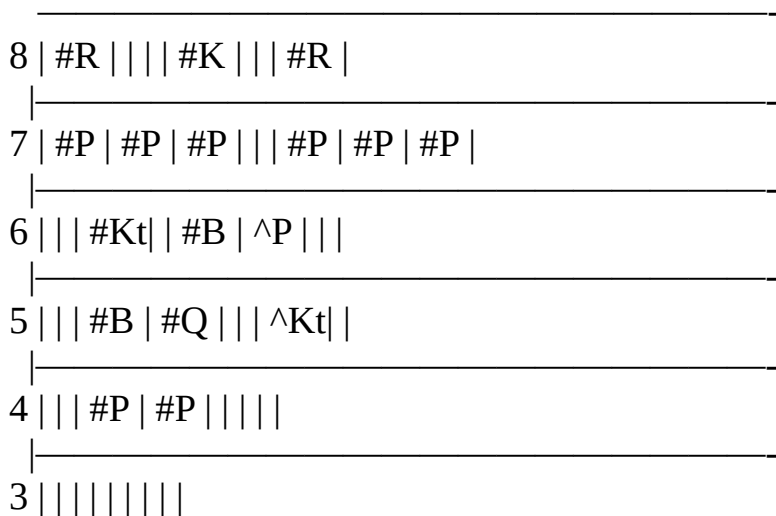 8 | #R | | | | #K | | | #R |
|
7 | #P | #P | #P | | | #P | #P | #P |
|
6 | | | #Kt| | #B | ^P | | |
|
5 | | | #B | #Q | | | ^Kt| |
|
4 | | | #P | #P | | | | |
|
3 | | | | | | | | |